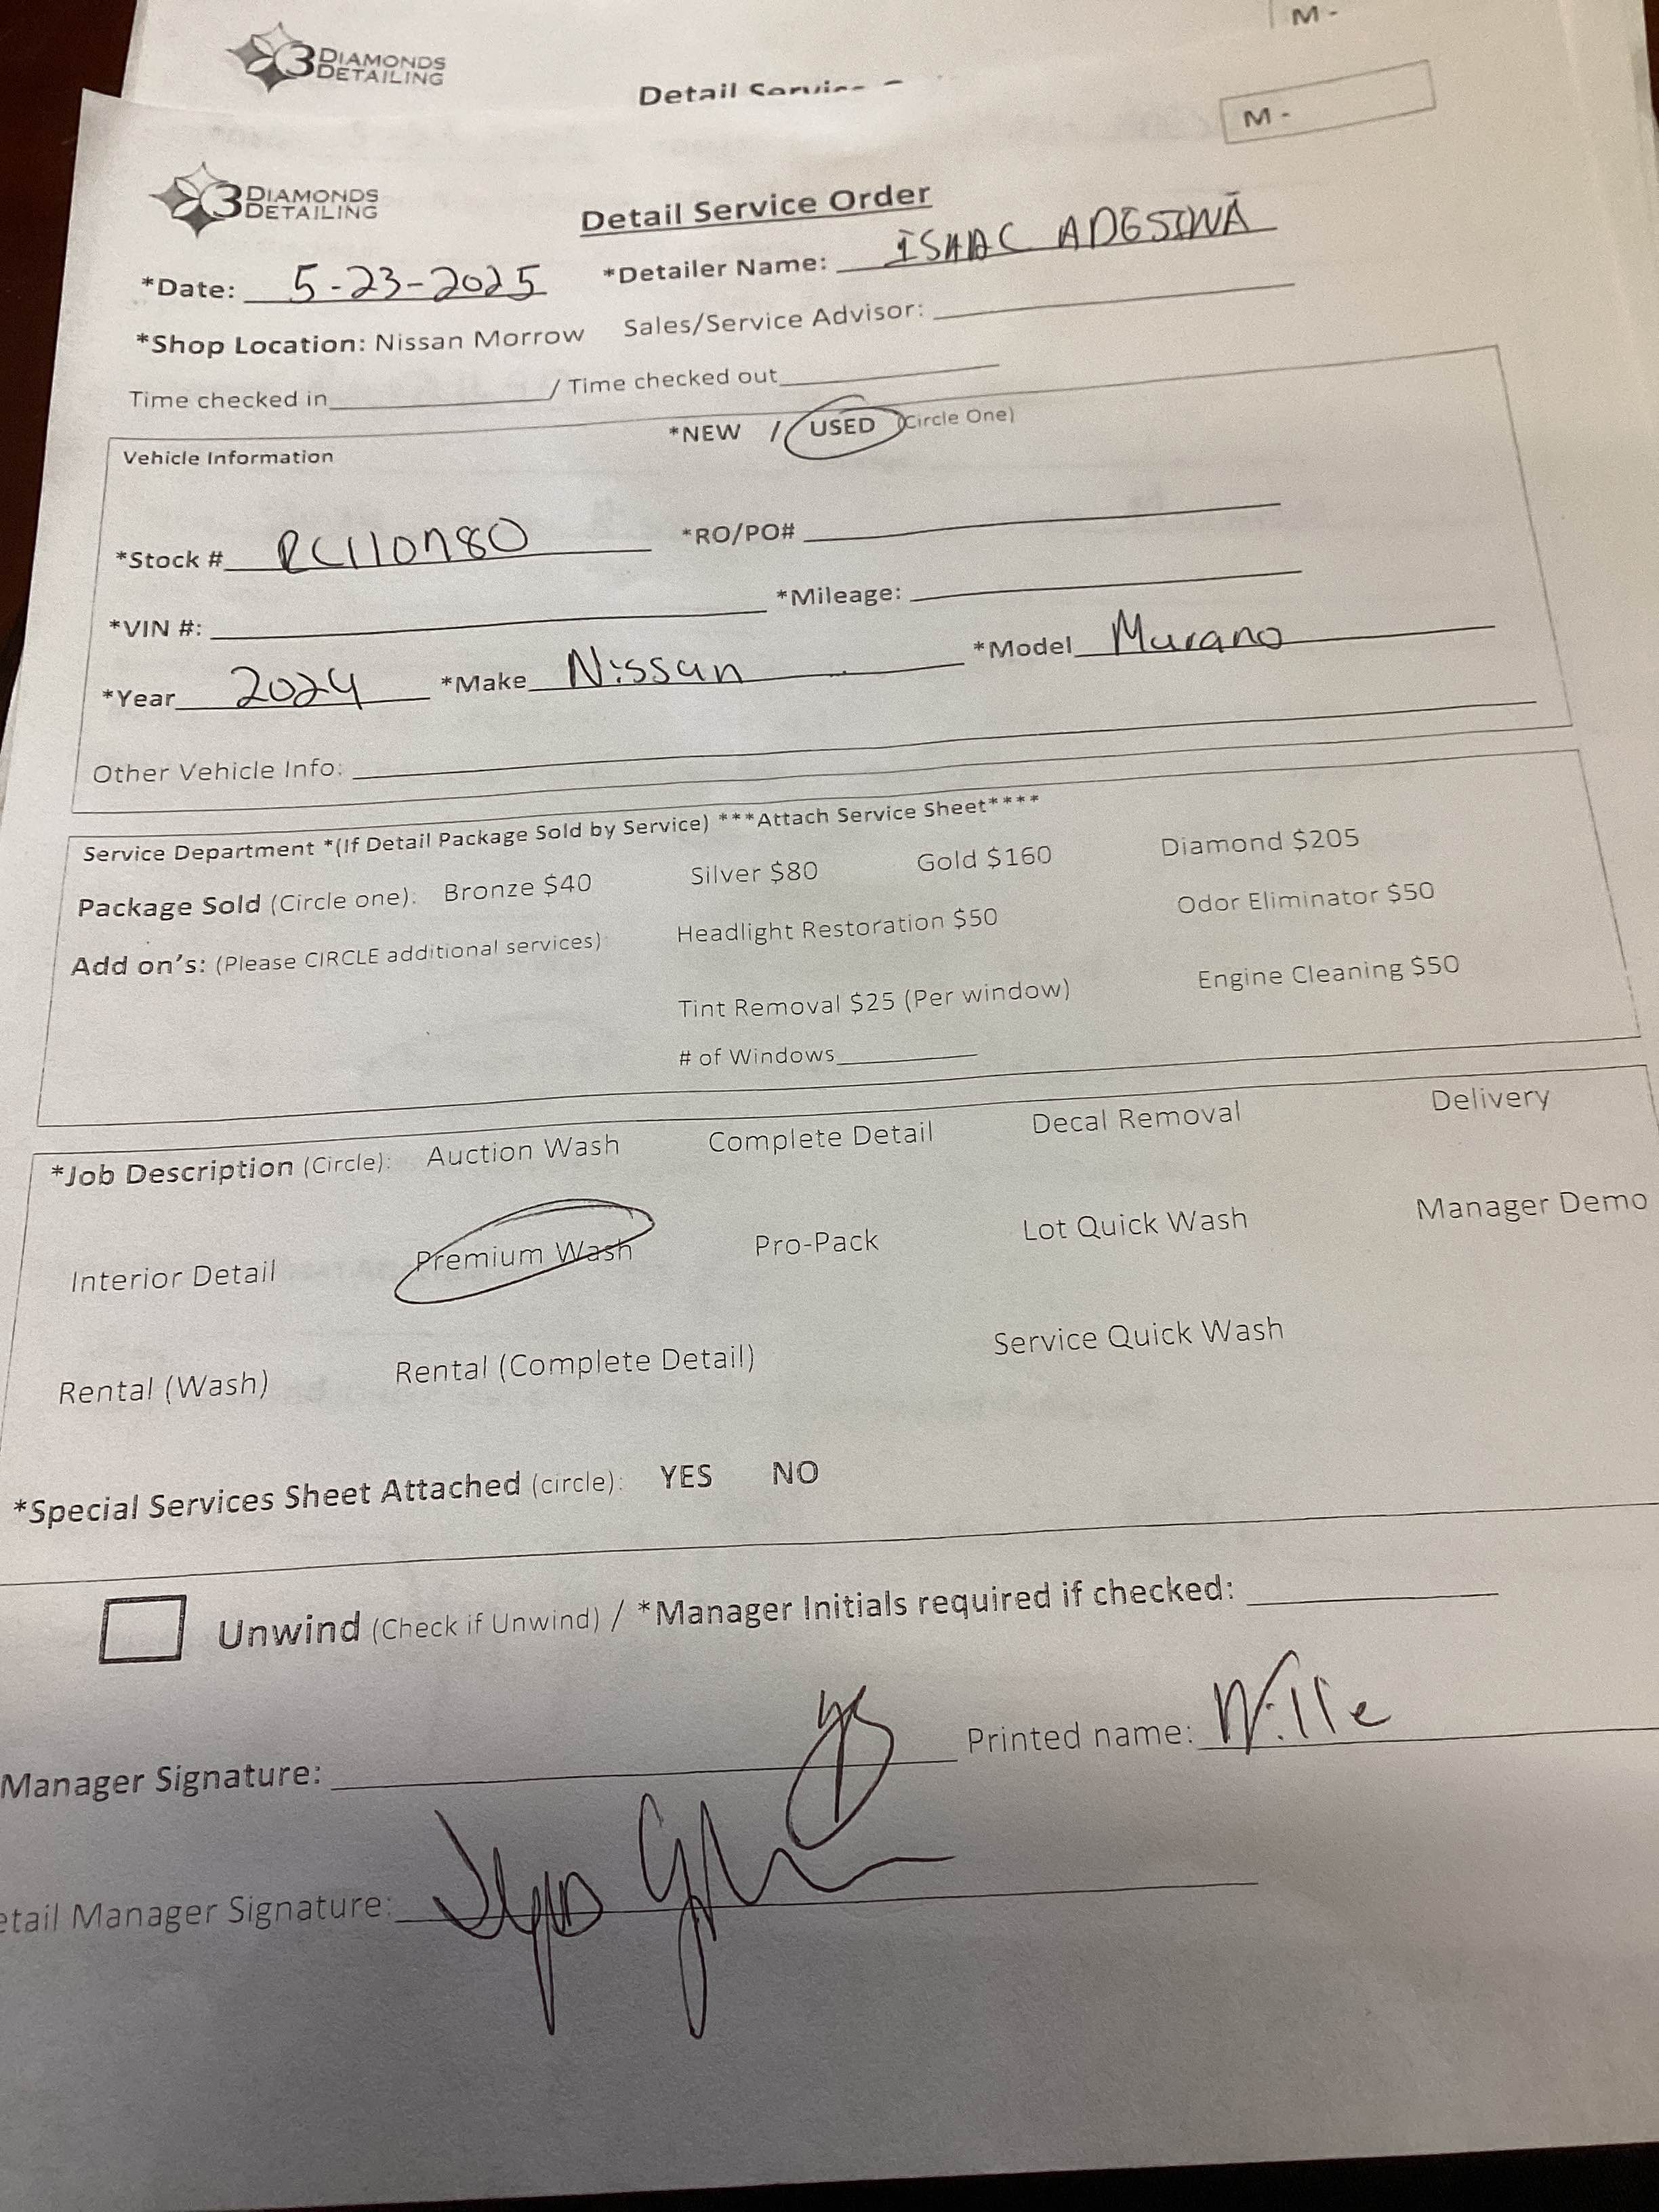 M -
3 DIAMONDS DETAILING
Detail Service
M -
3 DIAMONDS DETAILING
Detail Service Order
*Date: 5-23-2025 *Detailer Name: ISAAC ADESINA
*Shop Location: Nissan Morrow Sales/Service Advisor:
Time checked in / Time checked out
*NEW / USED (Circle One)
Vehicle Information
*Stock # *RO/PO#
*VIN #: *Mileage:
*Year 2024 *Make Nissan *Model Murano
Other Vehicle Info:
Service Department *(If Detail Package Sold by Service) ***Attach Service Sheet****
Package Sold (Circle one): Bronze $40 Silver $80 Gold $160 Diamond $205
Add on's: (Please CIRCLE additional services) Headlight Restoration $50 Odor Eliminator $50
Tint Removal $25 (Per window) Engine Cleaning $50
# of Windows
*Job Description (Circle): Auction Wash Complete Detail Decal Removal Delivery
Interior Detail Premium Wash Pro-Pack Lot Quick Wash Manager Demo
Rental (Wash) Rental (Complete Detail) Service Quick Wash
*Special Services Sheet Attached (circle): YES NO
Unwind (Check if Unwind) / *Manager Initials required if checked:
Manager Signature: Printed name: Wille
etail Manager Signature: